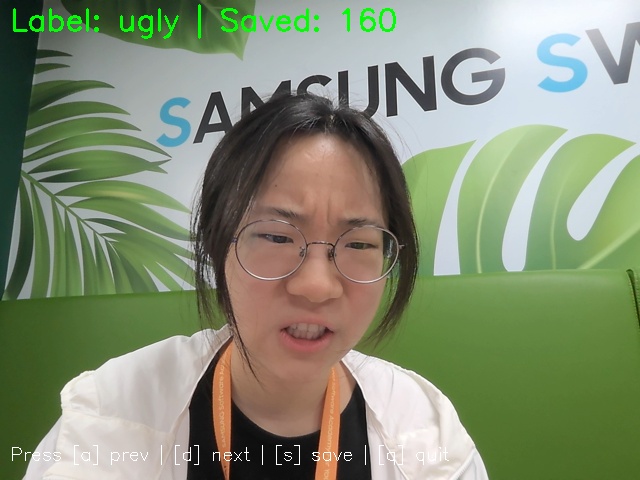 Label: ugly | Saved: 160
SAMSUNG SW
Press [a] prev | [d] next | [s] save | [q] quit